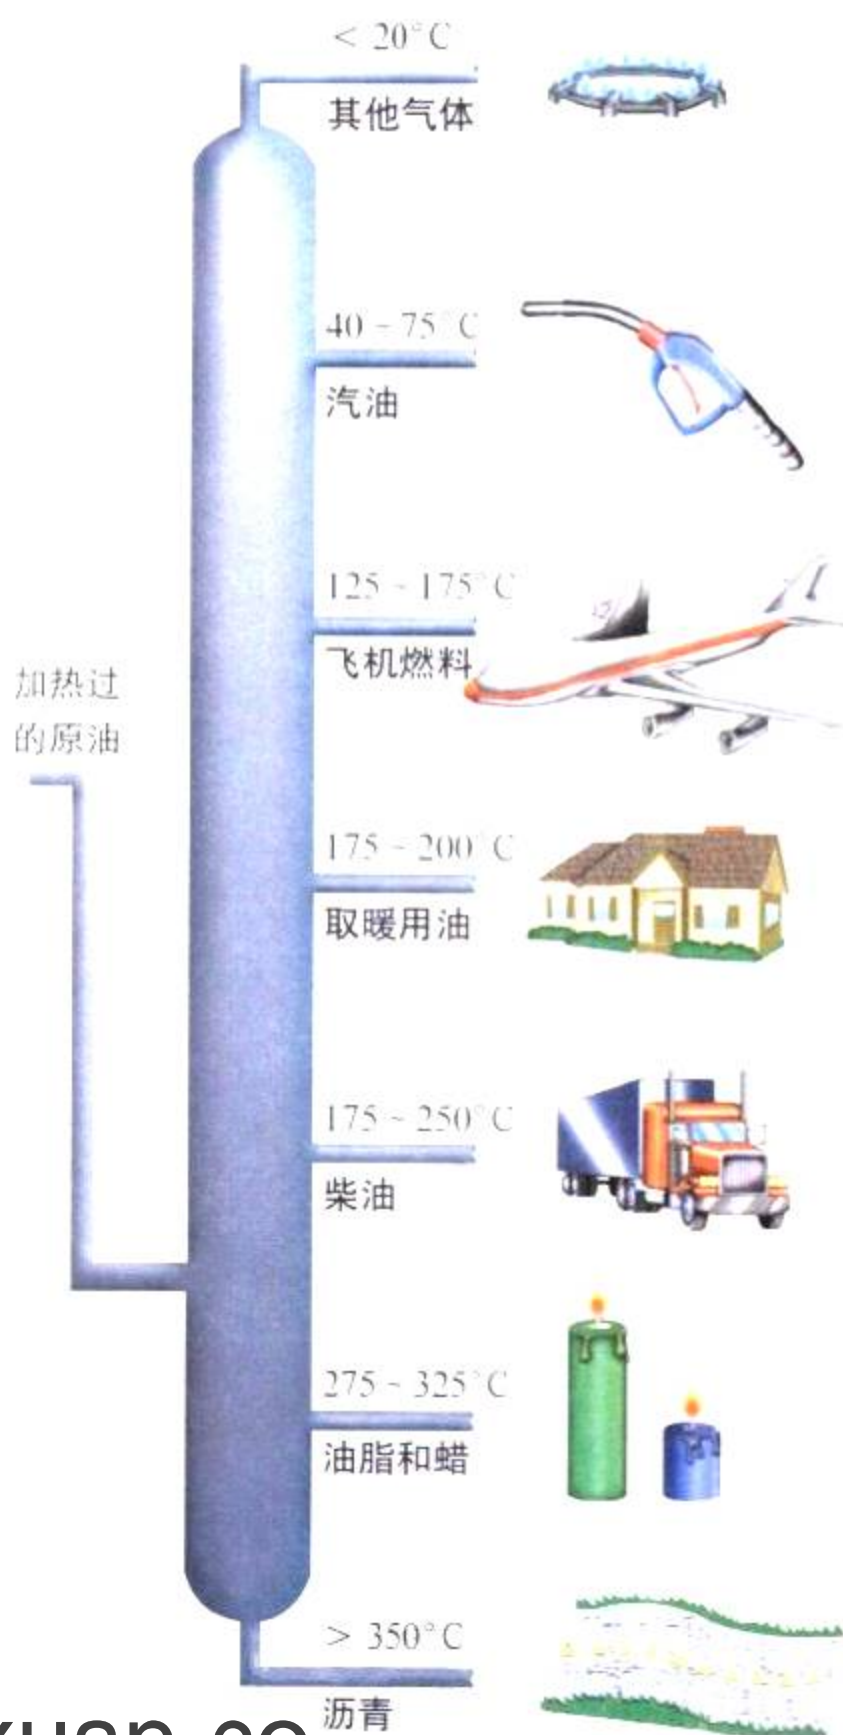 < 20°C
其他气体
40 ~ 75°C
汽油
125 ~ 175°C
飞机燃料
加热过
的原油
175 ~ 200°C
取暖用油
175 ~ 250°C
柴油
275 ~ 325°C
油脂和蜡
> 350°C
沥青